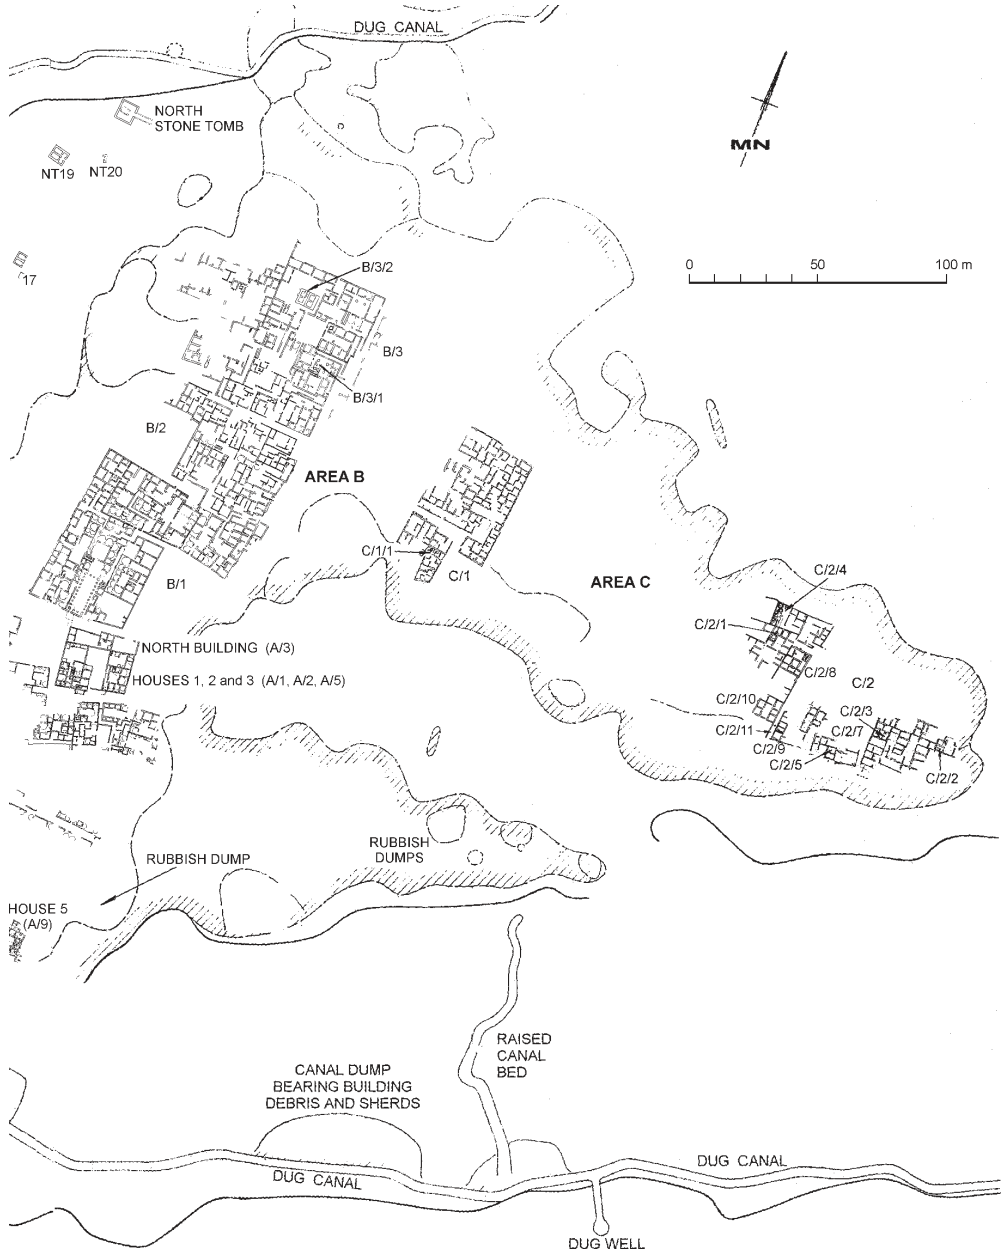 DUG CANAL
NORTH
STONE TOMB
MN
NT19
NT20
0 50 100 m
17
B/3/2
B/3
B/3/1
B/2
AREA B
C/1/1
C/1
AREA C
C/2/4
B/1
C/2/1
NORTH BUILDING (A/3)
C/2/8
HOUSES 1, 2 and 3 (A/1, A/2, A/5)
C/2
C/2/10
C/2/3
C/2/11
C/2/7
C/2/9
C/2/5
C/2/2
RUBBISH
DUMPS
RUBBISH DUMP
HOUSE 5
(A/9)
RAISED
CANAL
BED
CANAL DUMP
BEARING BUILDING
DEBRIS AND SHERDS
DUG CANAL
DUG CANAL
DUG WELL